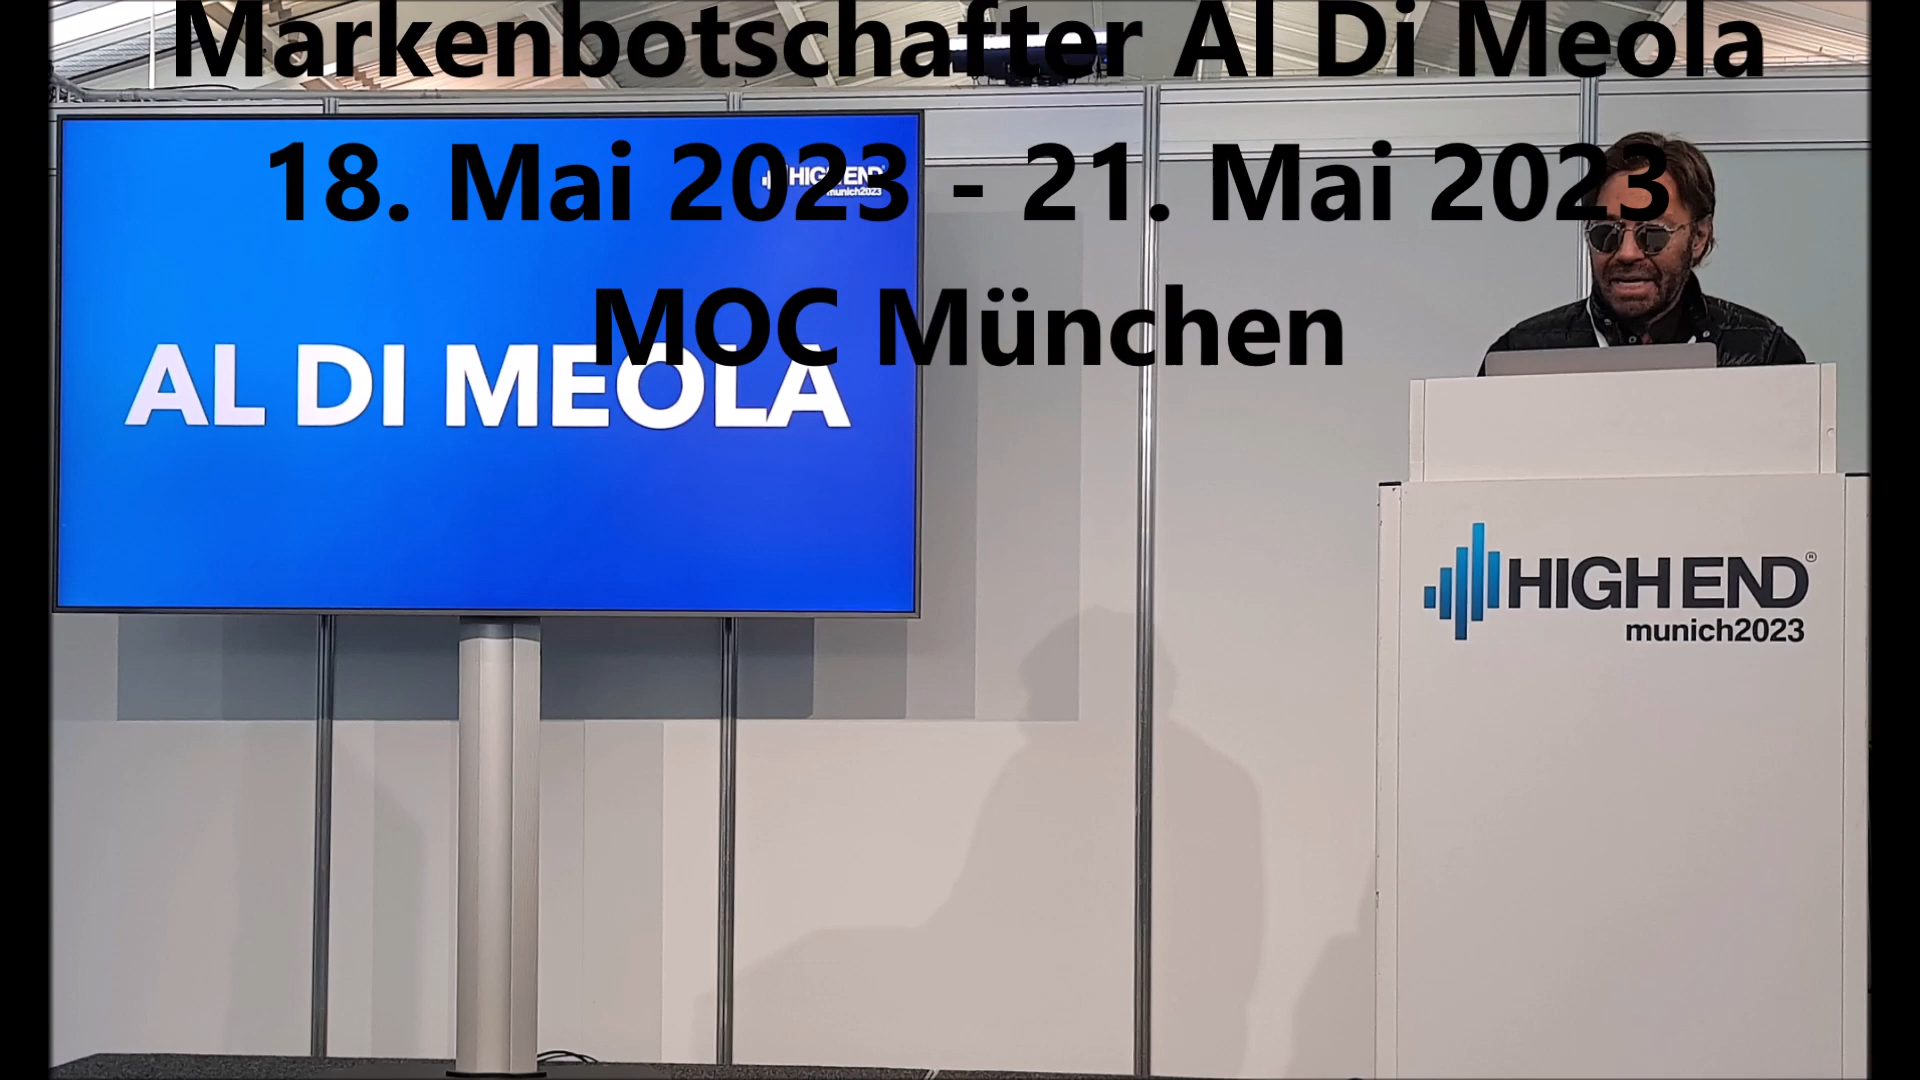 Markenbotschafter Al Di Meola
18. Mai 2023 - 21. Mai 2023
MOC München
HIGH END
munich2023
AL DI MEOLA
HIGH END®
munich2023